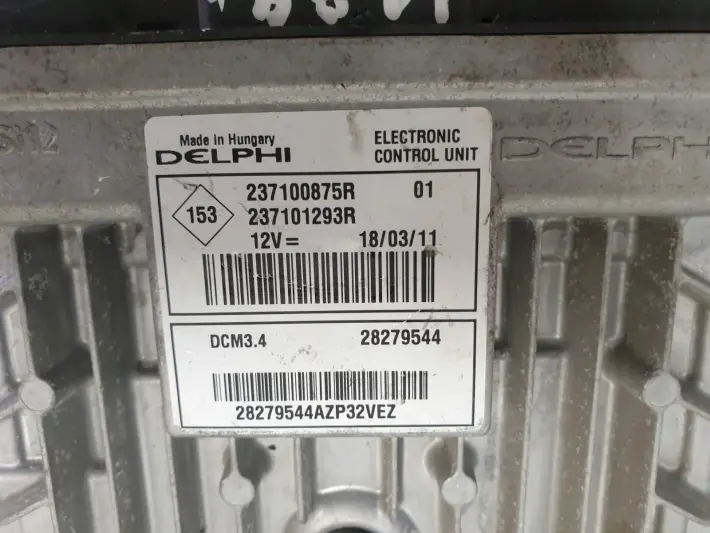 Made in Hungary
DELPHI
ELECTRONIC
CONTROL UNIT
DELPHI
237100875R 01
153
237101293R
12V= 18/03/11
DCM3.4 28279544
28279544AZP32VEZ